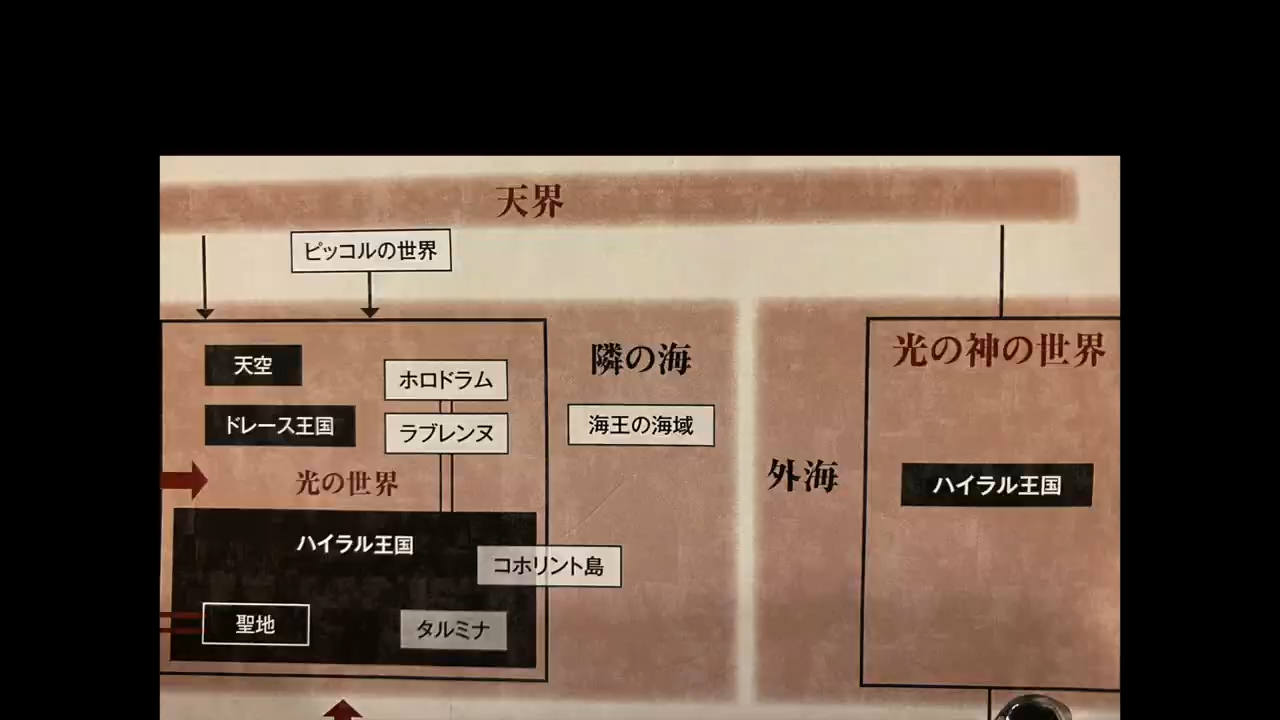 天界
ピッコルの世界
天空
ホロドラム
ドレース王国
ラブレンヌ
光の世界
ハイラル王国
コホリント島
聖地
タルミナ
隣の海
海王の海域
外海
光の神の世界
ハイラル王国